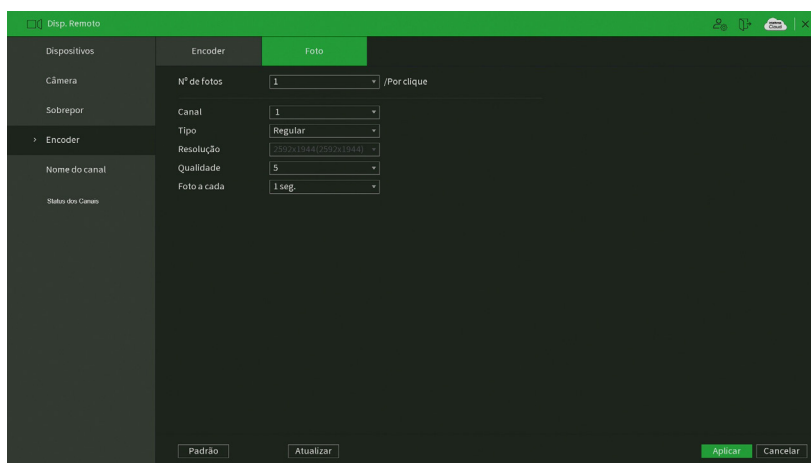 Disp. Remoto
Cloud
Dispositivos
Câmera
Sobrepor
> Encoder
Nome do canal
Status dos Canais
Encoder
Foto
Nº de fotos
1
/Por clique
Canal
1
Tipo
Regular
Resolução
2592x1944(2592x1944)
Qualidade
5
Foto a cada
1 seg.
Padrão
Atualizar
Aplicar
Cancelar